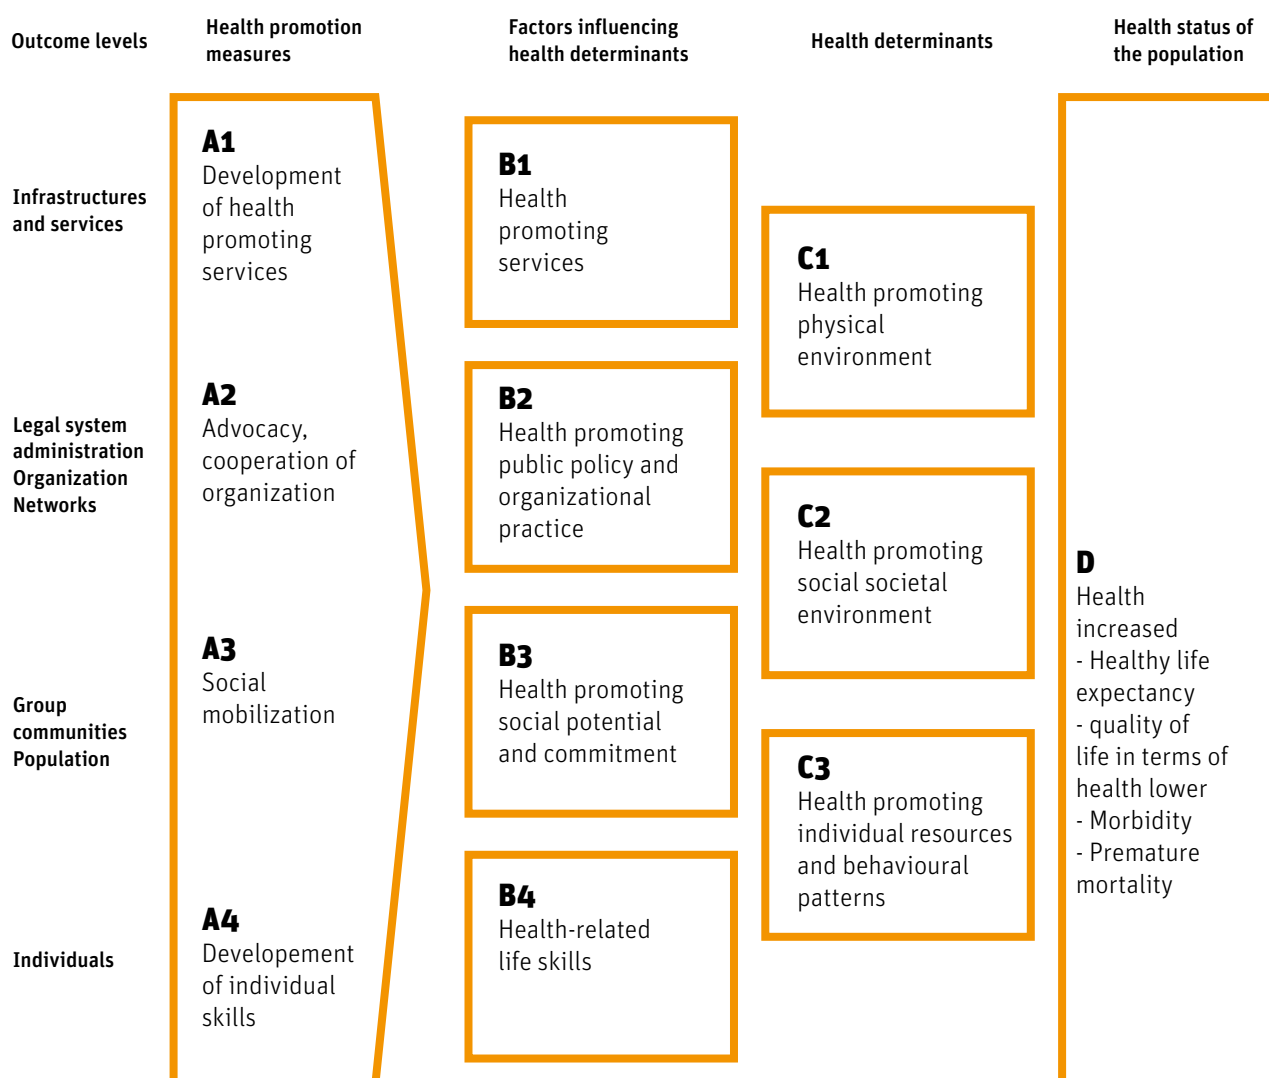 Outcome levels
Health promotion
measures
Factors influencing
health determinants
Health determinants
Health status of
the population
Infrastructures
and services
A1
Development
of health
promoting
services
B1
Health
promoting
services
C1
Health promoting
physical
environment
Legal system
administration
Organization
Networks
A2
Advocacy,
cooperation of
organization
B2
Health promoting
public policy and
organizational
practice
C2
Health promoting
social societal
environment
D
Health
increased
- Healthy life
expectancy
- quality of
life in terms of
health lower
- Morbidity
- Premature
mortality
Group
communities
Population
A3
Social
mobilization
B3
Health promoting
social potential
and commitment
C3
Health promoting
individual resources
and behavioural
patterns
Individuals
A4
Developement
of individual
skills
B4
Health-related
life skills